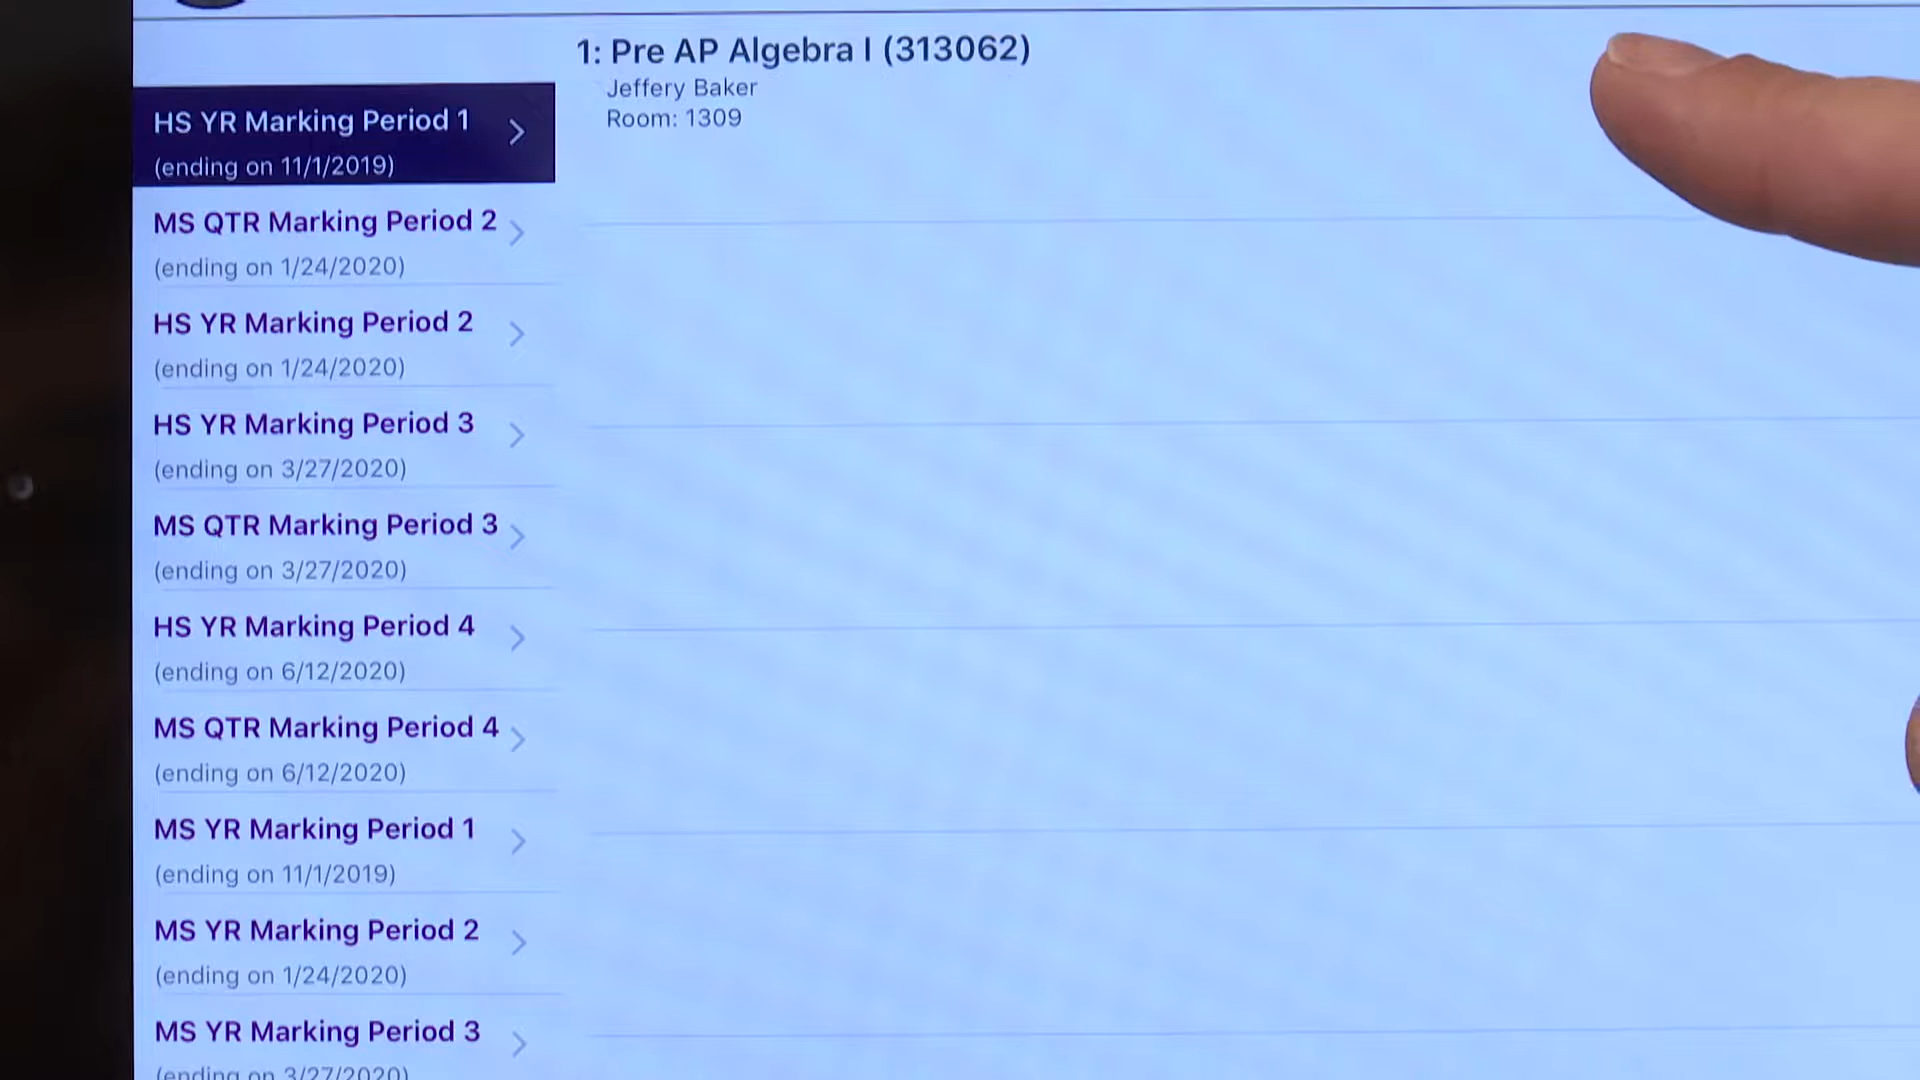 1: Pre AP Algebra I (313062)
Jeffery Baker
Room: 1309
HS YR Marking Period 1
(ending on 11/1/2019)
MS QTR Marking Period 2
(ending on 1/24/2020)
HS YR Marking Period 2
(ending on 1/24/2020)
HS YR Marking Period 3
(ending on 3/27/2020)
MS QTR Marking Period 3
(ending on 3/27/2020)
HS YR Marking Period 4
(ending on 6/12/2020)
MS QTR Marking Period 4
(ending on 6/12/2020)
MS YR Marking Period 1
(ending on 11/1/2019)
MS YR Marking Period 2
(ending on 1/24/2020)
MS YR Marking Period 3
(ending on 3/27/2020)